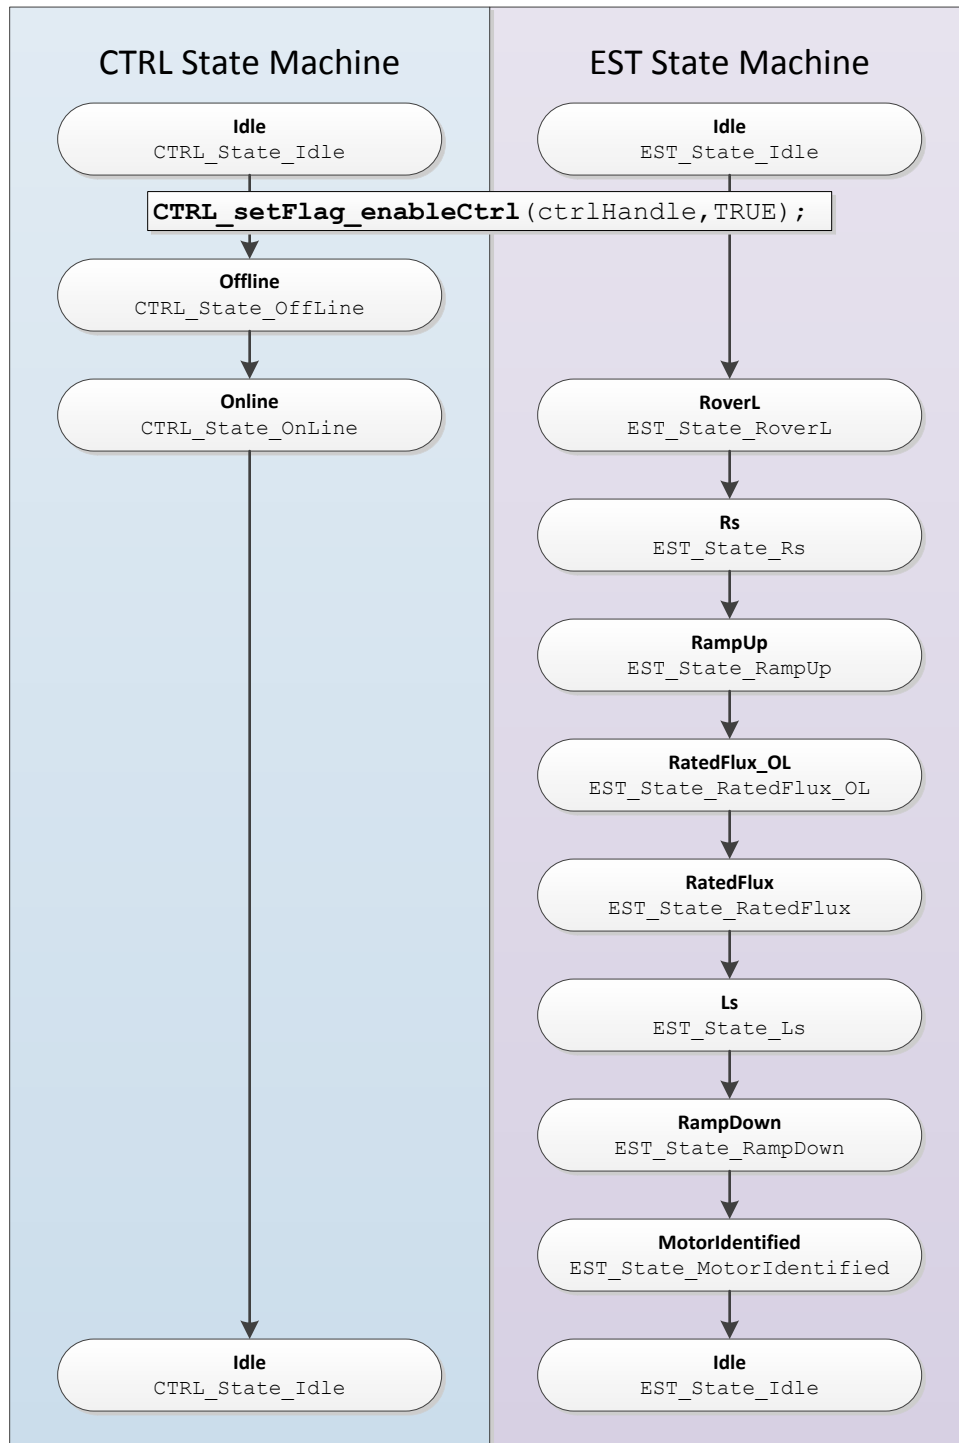 CTRL State Machine
EST State Machine
Idle
CTRL_State_Idle
Idle
EST_State_Idle
CTRL_setFlag_enableCtrl(ctrlHandle,TRUE);
Offline
CTRL_State_OffLine
Online
CTRL_State_OnLine
RoverL
EST_State_RoverL
Rs
EST_State_Rs
RampUp
EST_State_RampUp
RatedFlux_OL
EST_State_RatedFlux_OL
RatedFlux
EST_State_RatedFlux
Ls
EST_State_Ls
RampDown
EST_State_RampDown
MotorIdentified
EST_State_MotorIdentified
Idle
CTRL_State_Idle
Idle
EST_State_Idle